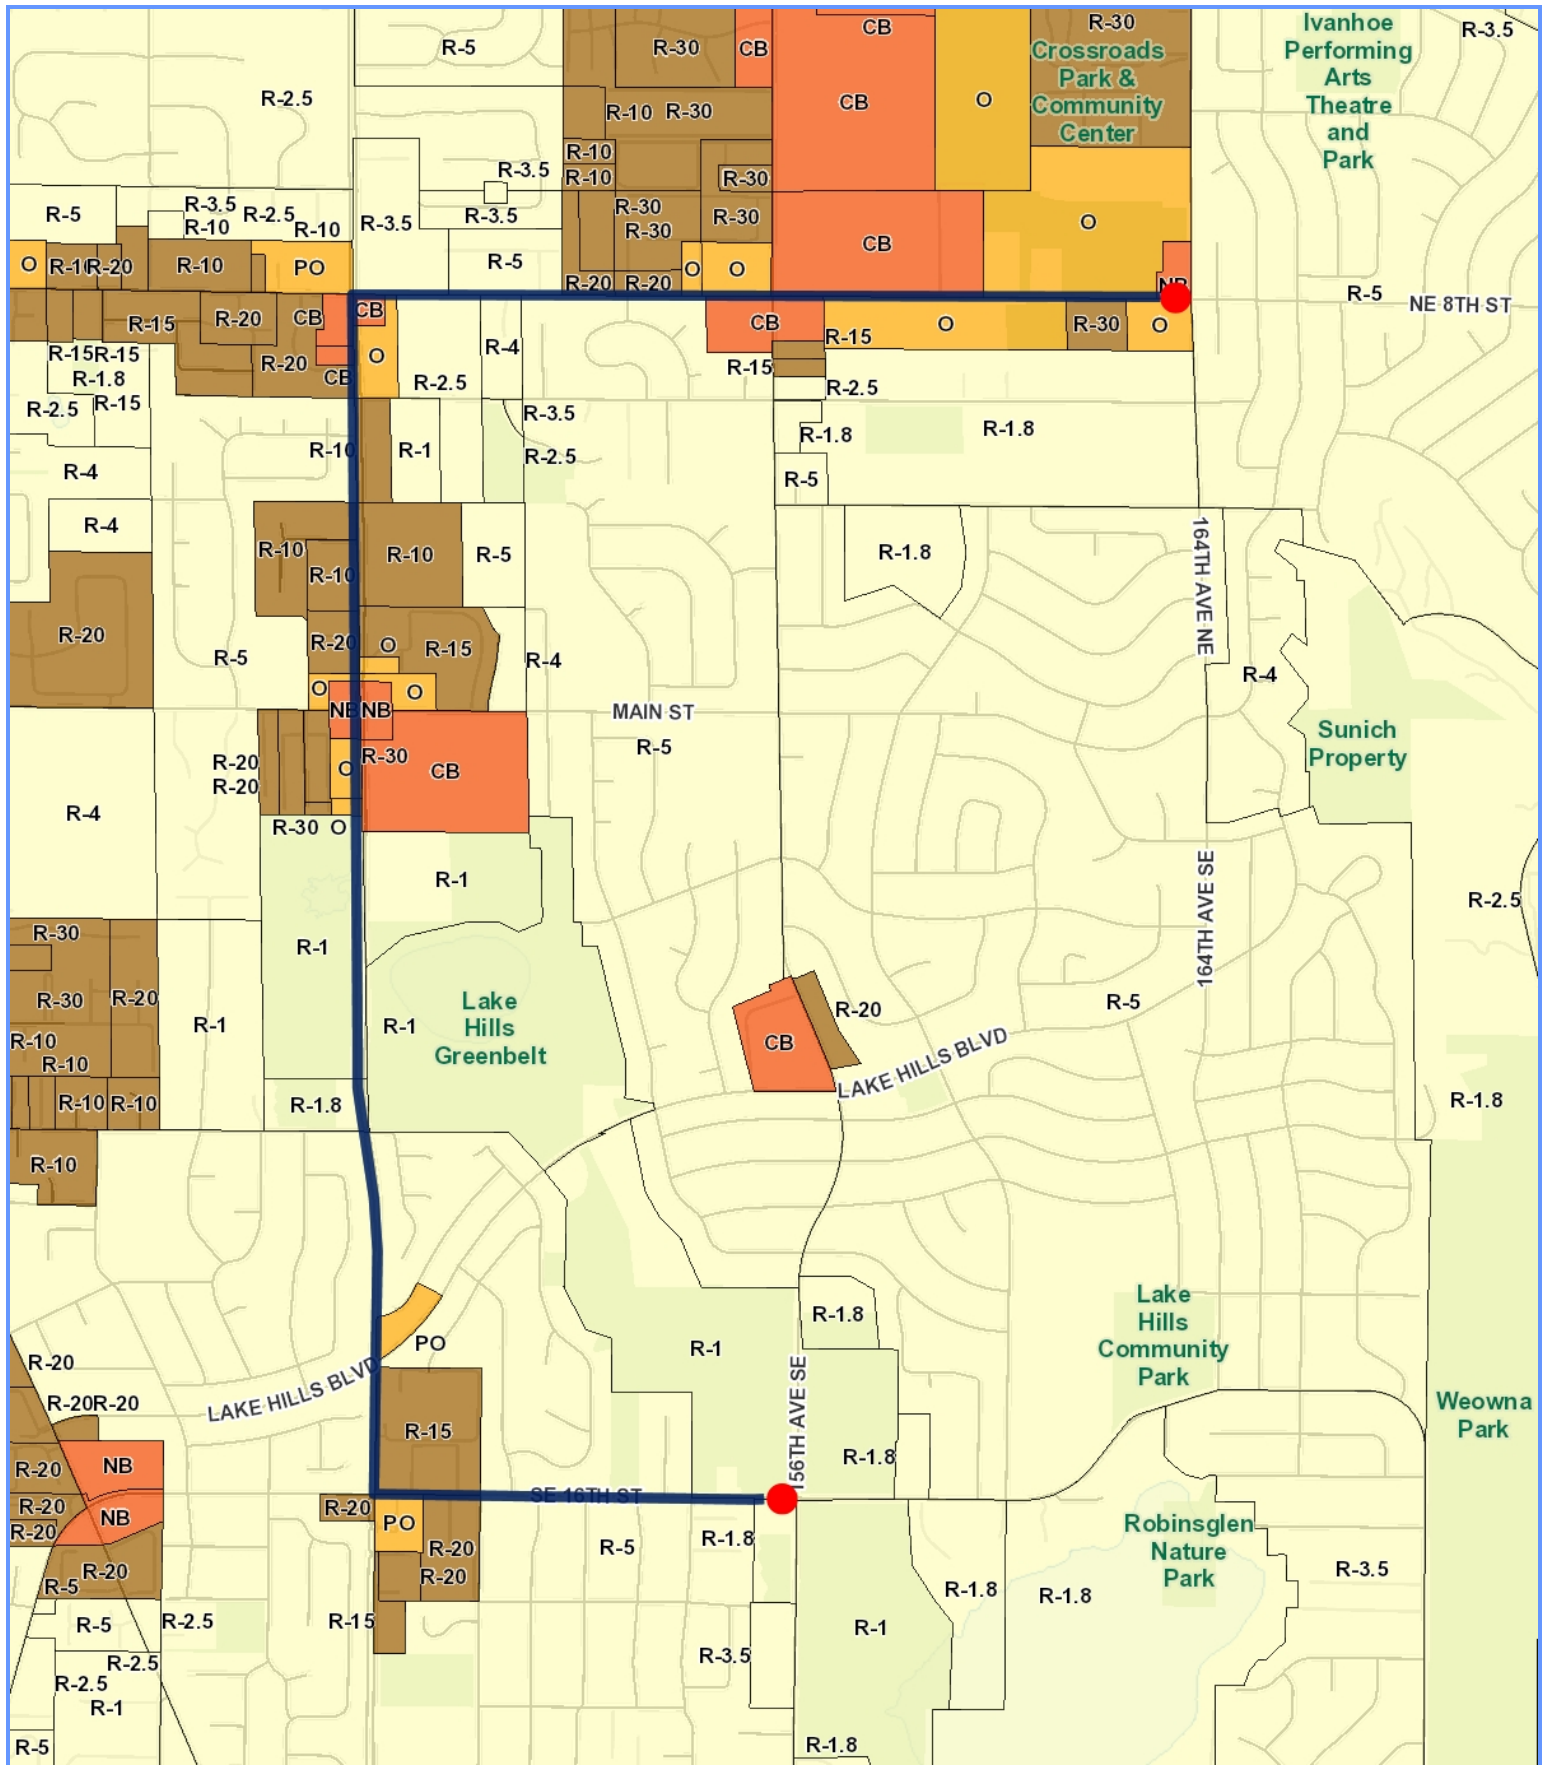 R-30
Ivanhoe
Performing
Arts
Theatre
and
Park
R-3.5
CB
R-5
R-30
CB
Crossroads
Park &
Community
Center
R-2.5
CB
O
R-10
R-30
R-10
R-3.5
R-10
R-30
R-5
R-3.5
R-2.5
R-10
R-10
R-3.5
R-3.5
R-30
R-30
R-30
O
CB
O
R-20
R-10
PO
R-5
O
O
R-20
R-20
R-5
NE 8TH ST
CB
R-15
R-20
CB
CB
O
R-30
O
R-15
R-4
O
R-20
R-15
R-15
R-15
R-1.8
CB
R-2.5
R-2.5
R-2.5
R-15
R-3.5
R-1.8
R-1.8
R-10
R-1
R-2.5
R-4
R-5
R-4
R-10
R-10
R-5
R-1.8
164TH AVE NE
R-10
R-20
R-20
O
R-15
R-5
R-4
R-4
O
O
NB
NB
MAIN ST
R-5
Sunich
Property
R-20
R-20
O
R-30
CB
R-4
R-30
O
R-1
164TH AVE SE
R-2.5
R-30
R-1
R-30
R-20
R-20
R-5
Lake
Hills
Greenbelt
R-1
R-1
CB
LAKE HILLS BLVD
R-10
R-10
R-10
R-10
R-1.8
R-1.8
R-10
Lake
Hills
Community
Park
R-1.8
PO
R-1
R-20
LAKE HILLS BLVD
156TH AVE SE
R-20
R-20
Weowna
Park
R-15
R-1.8
NB
R-20
SE 16TH ST
R-20
R-20
NB
R-20
PO
Robinsglen
Nature
Park
R-1.8
R-5
R-20
R-20
R-20
R-5
R-3.5
R-1.8
R-1.8
R-5
R-2.5
R-15
R-1
R-3.5
R-2.5
R-2.5
R-1
R-5
R-1.8